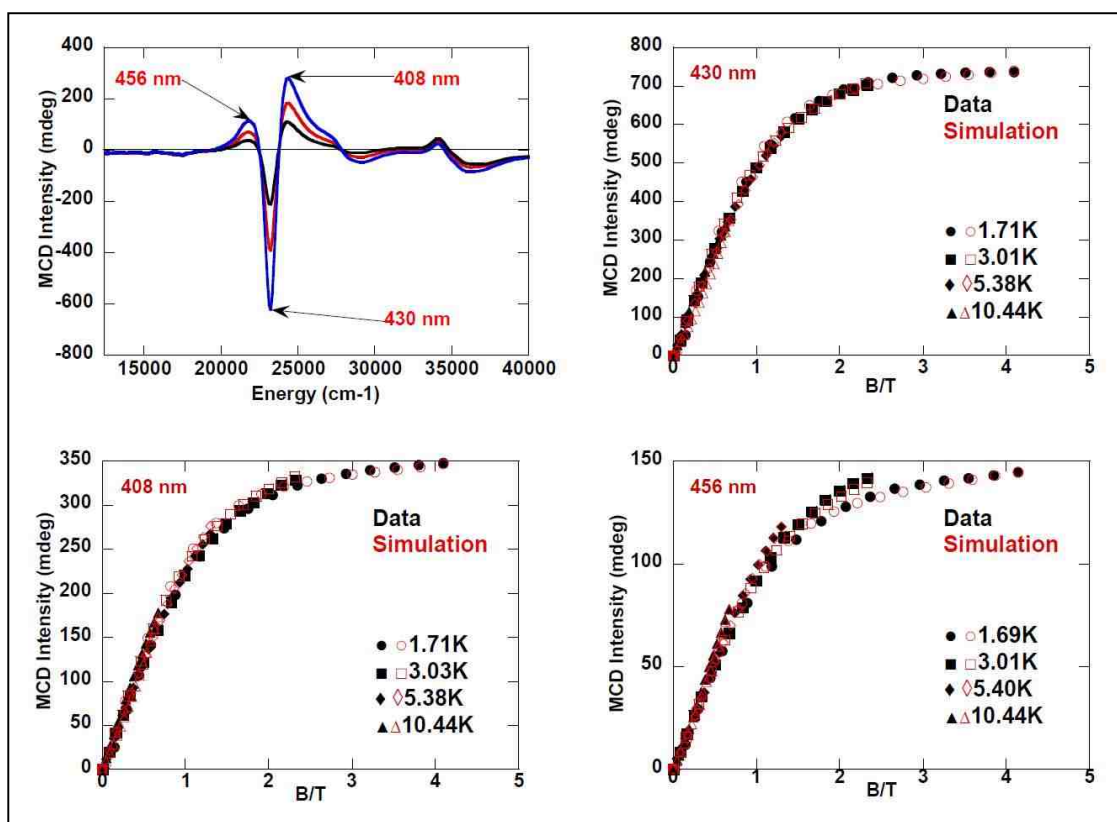 400
200
0
-200
-400
-600
-800
MCD Intensity (mdeg)
456 nm
408 nm
430 nm
15000 20000 25000 30000 35000 40000
Energy (cm-1)
800
700
600
500
400
300
200
100
0
MCD Intensity (mdeg)
430 nm
Data
Simulation
1.71K
3.01K
5.38K
10.44K
0 1 2 3 4 5
B/T
350
300
250
200
150
100
50
0
MCD Intensity (mdeg)
408 nm
Data
Simulation
1.71K
3.03K
5.38K
10.44K
0 1 2 3 4 5
B/T
150
100
50
0
MCD Intensity (mdeg)
456 nm
Data
Simulation
1.69K
3.01K
5.40K
10.44K
0 1 2 3 4 5
B/T